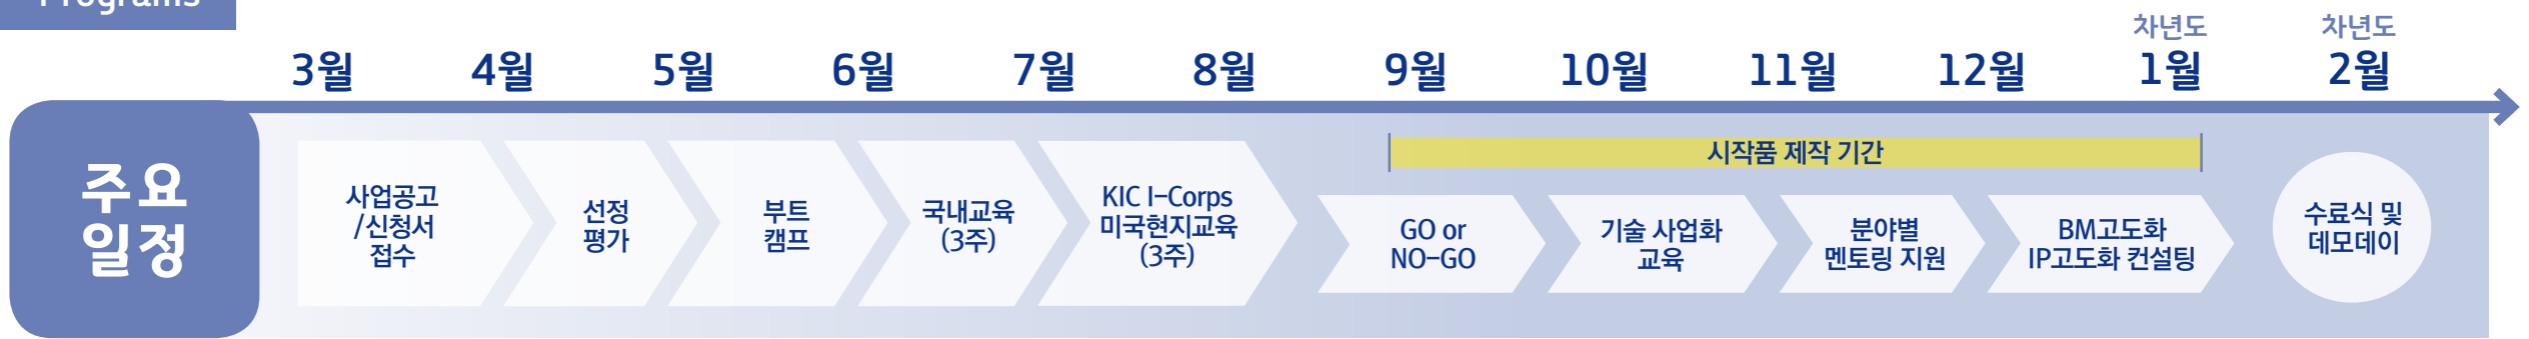 Programs
차년도
차년도
3월 4월 5월 6월 7월 8월 9월 10월 11월 12월 1월 2월
주요
일정
시작품 제작 기간
사업공고
/신청서
접수
선정
평가
부트
캠프
국내교육
(3주)
KIC I-Corps
미국현지교육
(3주)
GO or
NO-GO
기술 사업화
교육
분야별
멘토링 지원
BM고도화
IP고도화 컨설팅
수료식 및
데모데이